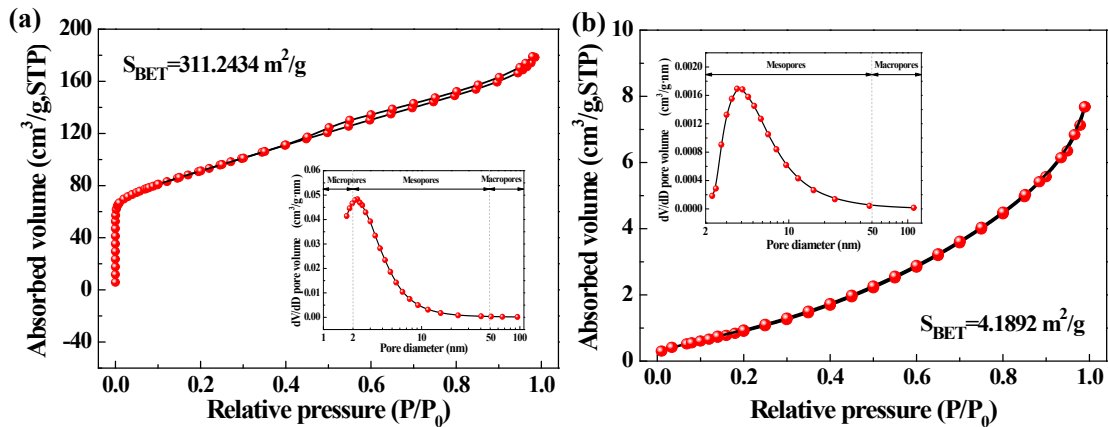 (a)
Absorbed volume (cm³/g,STP)
200
160
120
80
40
0
-40
S_BET=311.2434 m²/g
dV/dD pore volume (cm³/g·nm)
0.05
0.04
0.03
0.02
0.01
0.00
Micropores Mesopores Macropores
1 2 10 50 100
Pore diameter (nm)
0.0 0.2 0.4 0.6 0.8 1.0
Relative pressure (P/P₀)
(b)
Absorbed volume (cm³/g,STP)
10
8
6
4
2
0
dV/dD pore volume (cm³/g·nm)
0.0020
0.0016
0.0012
0.0008
0.0004
0.0000
Mesopores Macropores
2 10 50 100
Pore diameter (nm)
S_BET=4.1892 m²/g
0.0 0.2 0.4 0.6 0.8 1.0
Relative pressure (P/P₀)